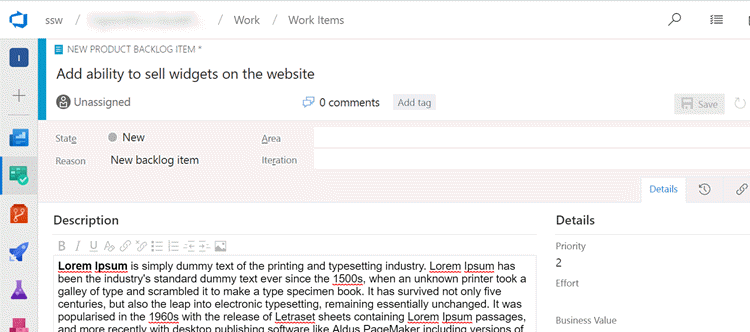 ssw / / Work / Work Items
I
NEW PRODUCT BACKLOG ITEM *
Add ability to sell widgets on the website
Unassigned 0 comments Add tag Save
State New Area
Reason New backlog item Iteration
Details
Description Details
B I U
Lorem Ipsum is simply dummy text of the printing and typesetting industry. Lorem Ipsum has
been the industry's standard dummy text ever since the 1500s, when an unknown printer took a
galley of type and scrambled it to make a type specimen book. It has survived not only five
centuries, but also the leap into electronic typesetting, remaining essentially unchanged. It was
popularised in the 1960s with the release of Letraset sheets containing Lorem Ipsum passages,
and more recently with desktop publishing software like Aldus PageMaker including versions of
Priority
2
Effort
Business Value